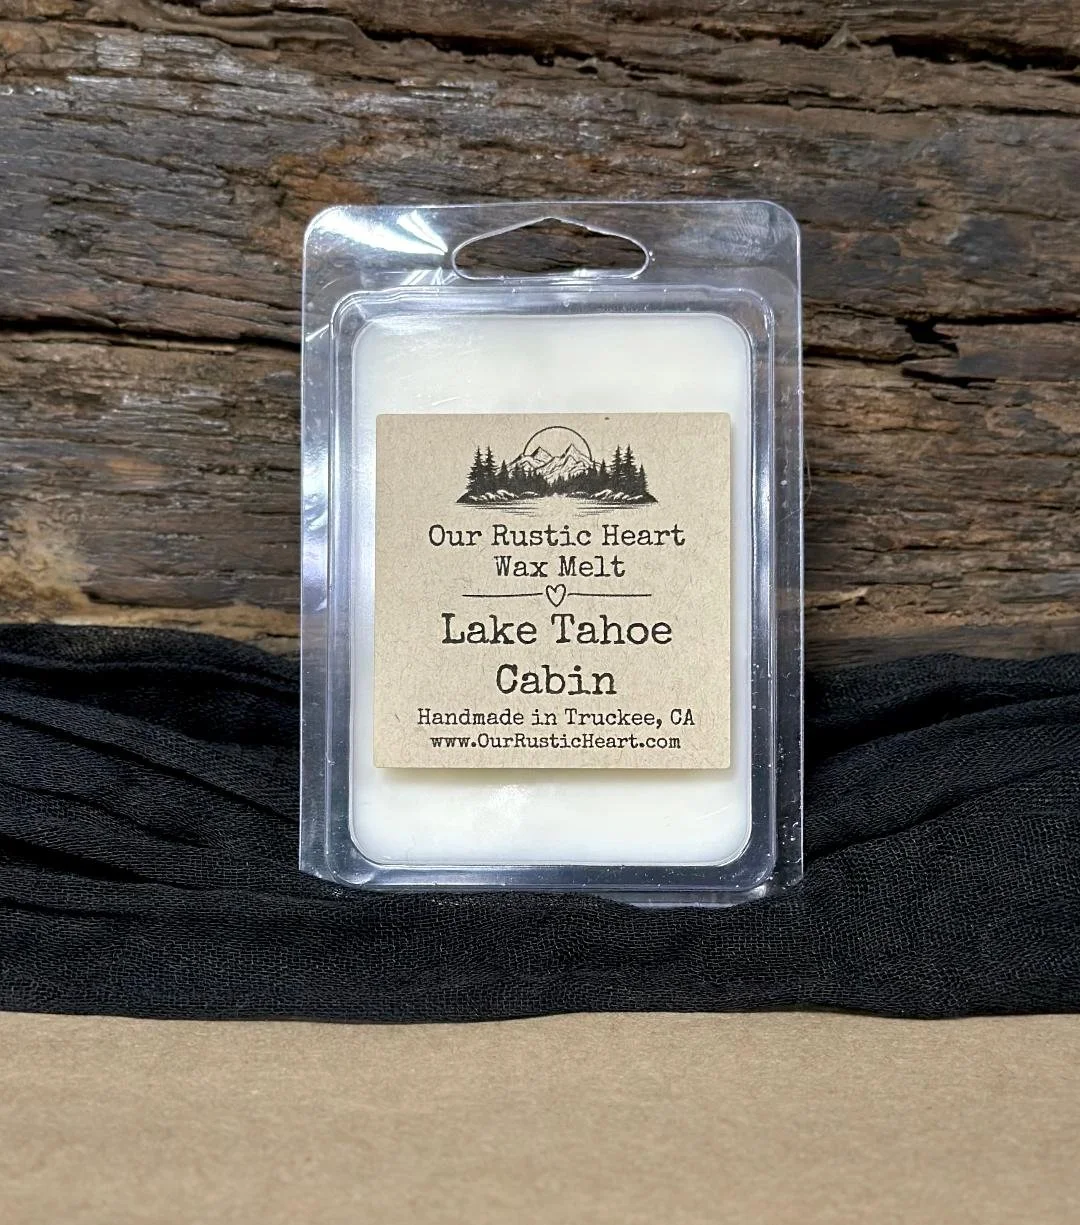 Our Rustic Heart
Wax Melt
Lake Tahoe
Cabin
Handmade in Truckee, CA
www.OurRusticHeart.com